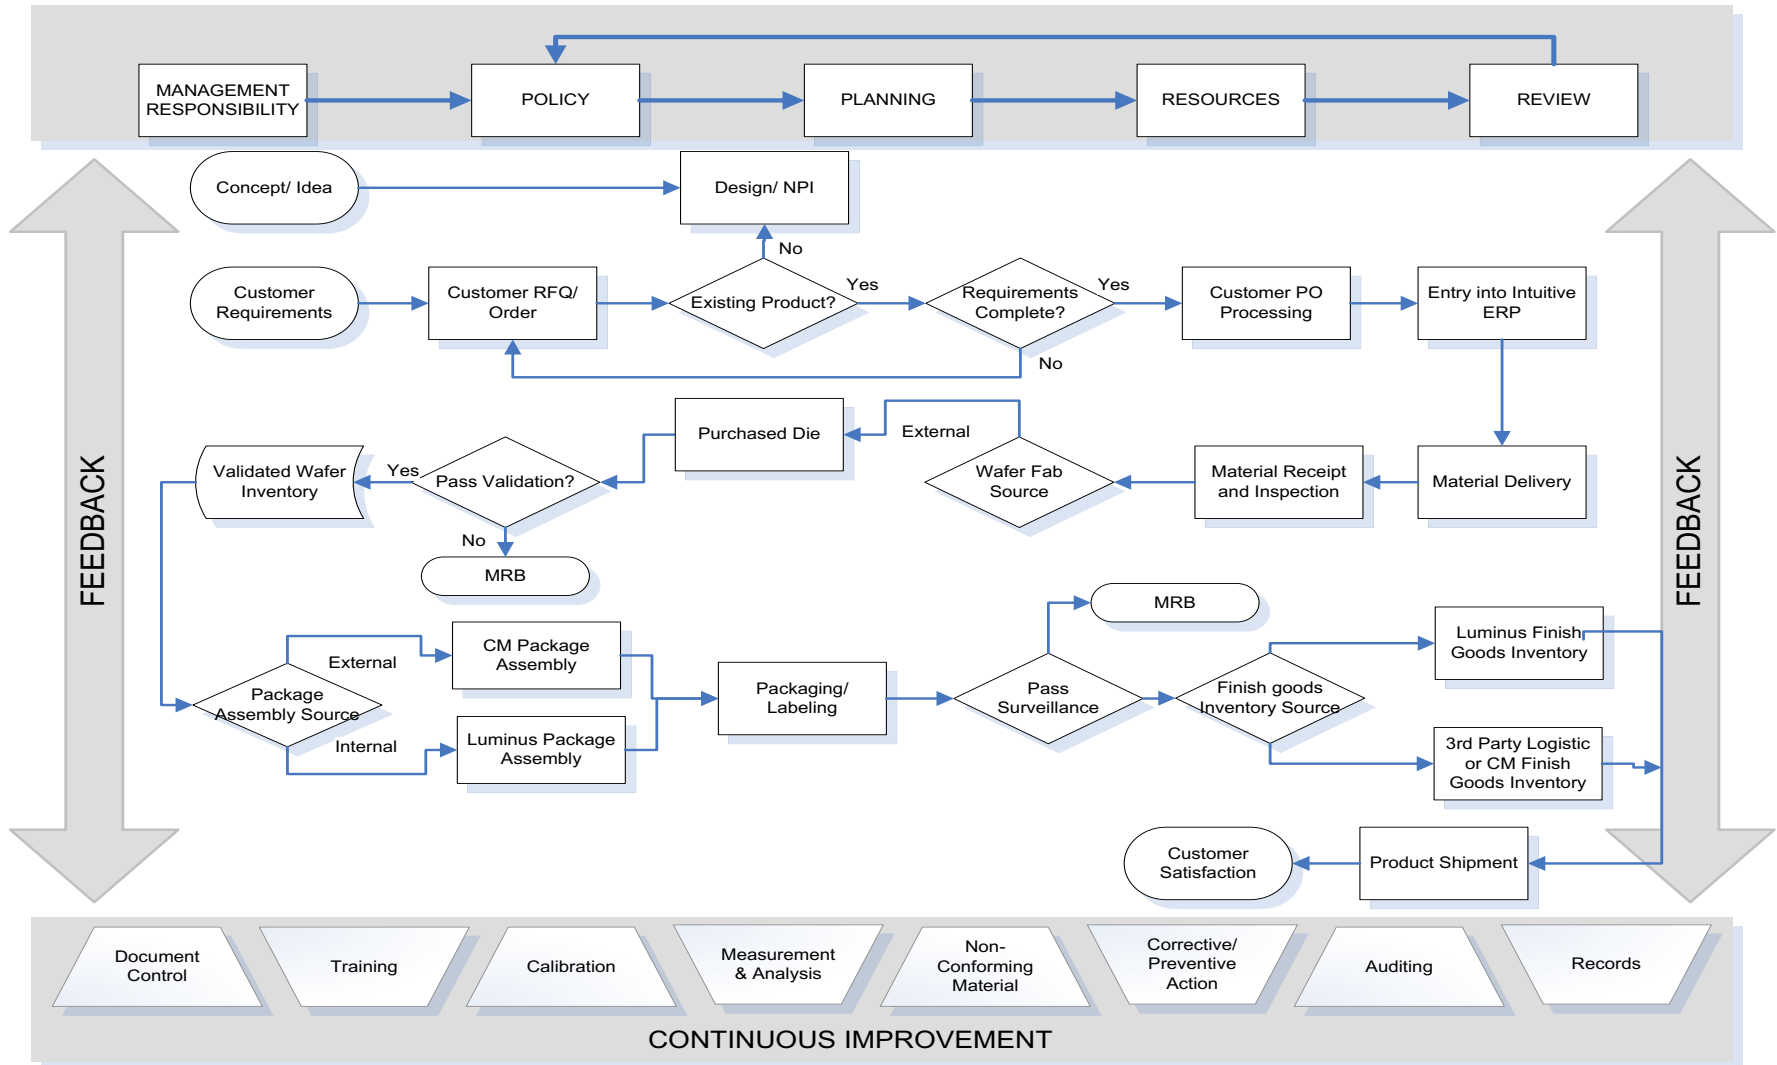 MANAGEMENT
RESPONSIBILITY
POLICY
PLANNING
RESOURCES
REVIEW
Concept/ Idea
Design/ NPI
No
Customer
Requirements
Customer RFQ/
Order
Existing Product?
Yes
Requirements
Complete?
Yes
Customer PO
Processing
Entry into Intuitive
ERP
No
FEEDBACK
Validated Wafer
Inventory
Yes
Pass Validation?
No
MRB
Purchased Die
External
Wafer Fab
Source
Material Receipt
and Inspection
Material Delivery
FEEDBACK
Package
Assembly Source
External
Internal
CM Package
Assembly
Luminus Package
Assembly
Packaging/
Labeling
Pass
Surveillance
MRB
Finish goods
Inventory Source
Luminus Finish
Goods Inventory
3rd Party Logistic
or CM Finish
Goods Inventory
Customer
Satisfaction
Product Shipment
Document
Control
Training
Calibration
Measurement
& Analysis
Non-
Conforming
Material
Corrective/
Preventive
Action
Auditing
Records
CONTINUOUS IMPROVEMENT